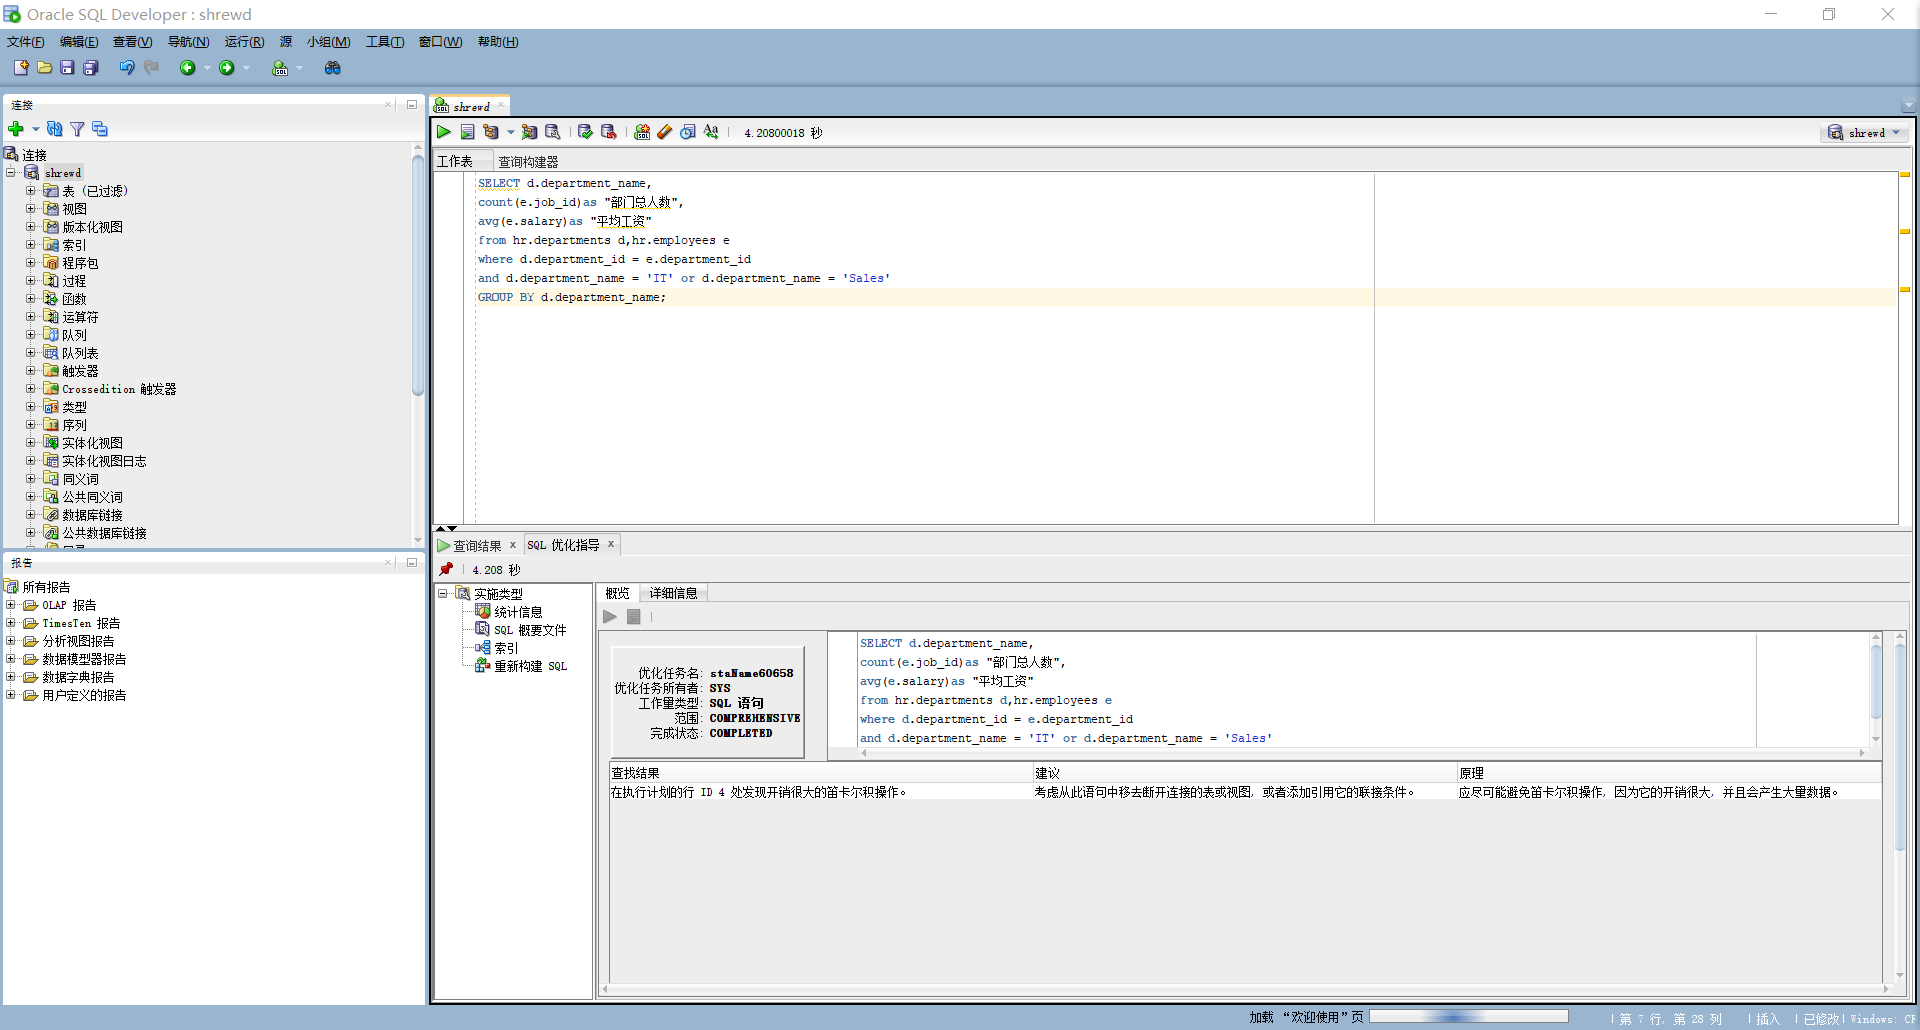 Oracle SQL Developer : shrewd
文件(F) 编辑(E) 查看(V) 导航(N) 运行(R) 源 小组(M) 工具(T) 窗口(W) 帮助(H)
连接
连接
shrewd
表 (已过滤)
视图
版本化视图
索引
程序包
过程
函数
运算符
队列
队列表
触发器
Crossedition 触发器
类型
序列
实体化视图
实体化视图日志
同义词
公共同义词
数据库链接
公共数据库链接
报告
所有报告
OLAP 报告
TimesTen 报告
分析视图报告
数据模型器报告
数据字典报告
用户定义的报告
shrewd
4.20800018 秒
shrewd
工作表 查询构建器
SELECT d.department_name,
count(e.job_id)as "部门总人数",
avg(e.salary)as "平均工资"
from hr.departments d,hr.employees e
where d.department_id = e.department_id
and d.department_name = 'IT' or d.department_name = 'Sales'
GROUP BY d.department_name;
查询结果 SQL 优化指导
4.208 秒
实施类型
统计信息
SQL 概要文件
索引
重新构建 SQL
概览 详细信息
优化任务名: staName60658
优化任务所有者: SYS
工作量类型: SQL 语句
范围: COMPREHENSIVE
完成状态: COMPLETED
SELECT d.department_name,
count(e.job_id)as "部门总人数",
avg(e.salary)as "平均工资"
from hr.departments d,hr.employees e
where d.department_id = e.department_id
and d.department_name = 'IT' or d.department_name = 'Sales'
查找结果 建议 原理
在执行计划的行 ID 4 处发现开销很大的笛卡尔积操作。 考虑从此语句中移去断开连接的表或视图, 或者添加引用它的联接条件。 应尽可能避免笛卡尔积操作, 因为它的开销很大, 并且会产生大量数据。
加载 “欢迎使用”页 第 7 行, 第 28 列 插入 已修改 Windows: CF